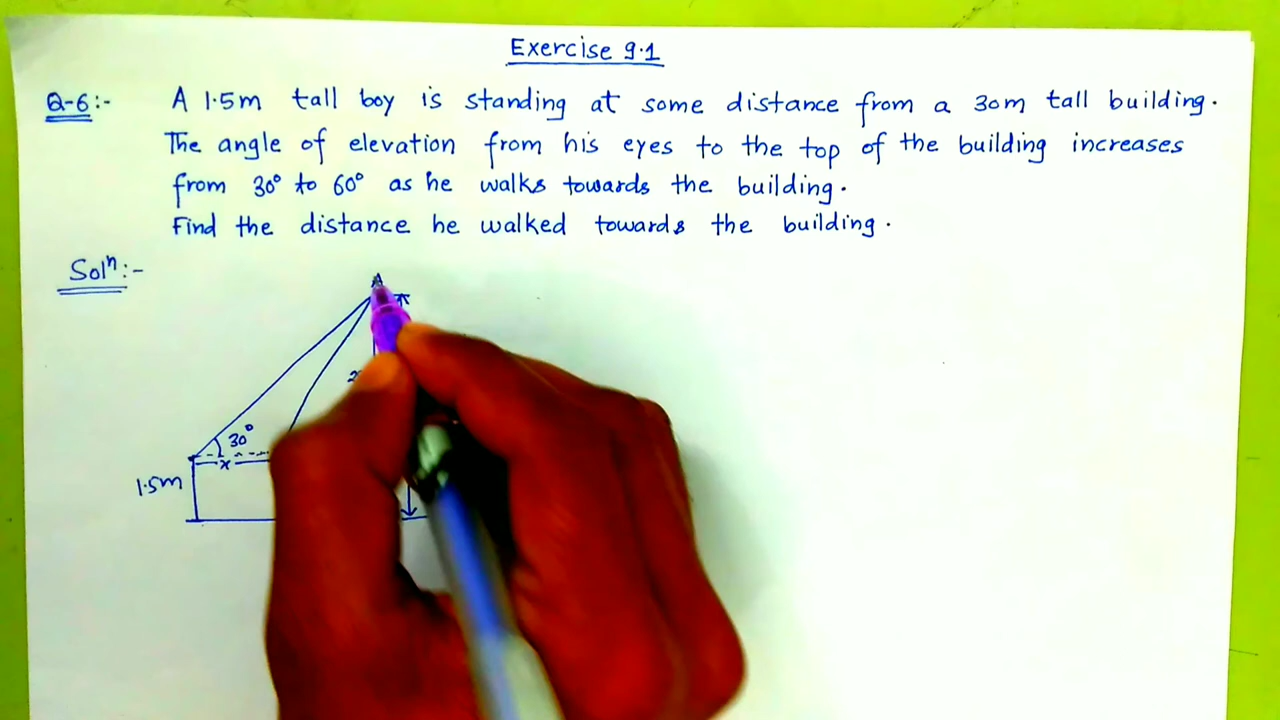 Exercise 9.1
Q-6:- A 1.5m tall boy is standing at some distance from a 30m tall building.
The angle of elevation from his eyes to the top of the building increases
from 30° to 60° as he walks towards the building.
Find the distance he walked towards the building.
Solⁿ:-
A
30°
x
1.5m